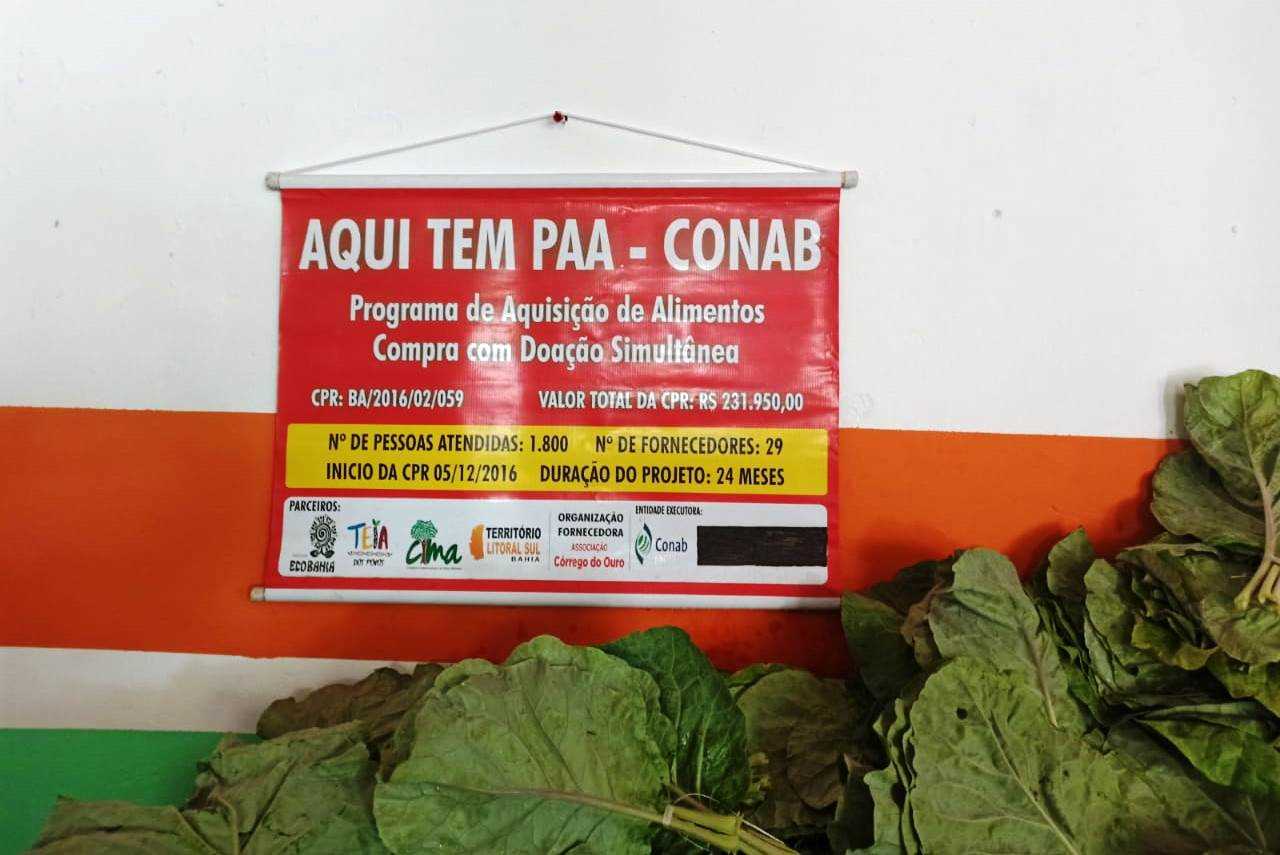 AQUI TEM PAA - CONAB
Programa de Aquisição de Alimentos
Compra com Doação Simultânea
CPR: BA/2016/02/059 VALOR TOTAL DA CPR: R$ 231.950,00
Nº DE PESSOAS ATENDIDAS: 1.800 Nº DE FORNECEDORES: 29
INICIO DA CPR 05/12/2016 DURAÇÃO DO PROJETO: 24 MESES
PARCEIROS:
ECOBAHIA
TEIA
DOS POVOS
cima
TERRITÓRIO
LITORAL SUL
BAHIA
ORGANIZAÇÃO
FORNECEDORA
ASSOCIAÇÃO
Córrego do Ouro
ENTIDADE EXECUTORA:
Conab